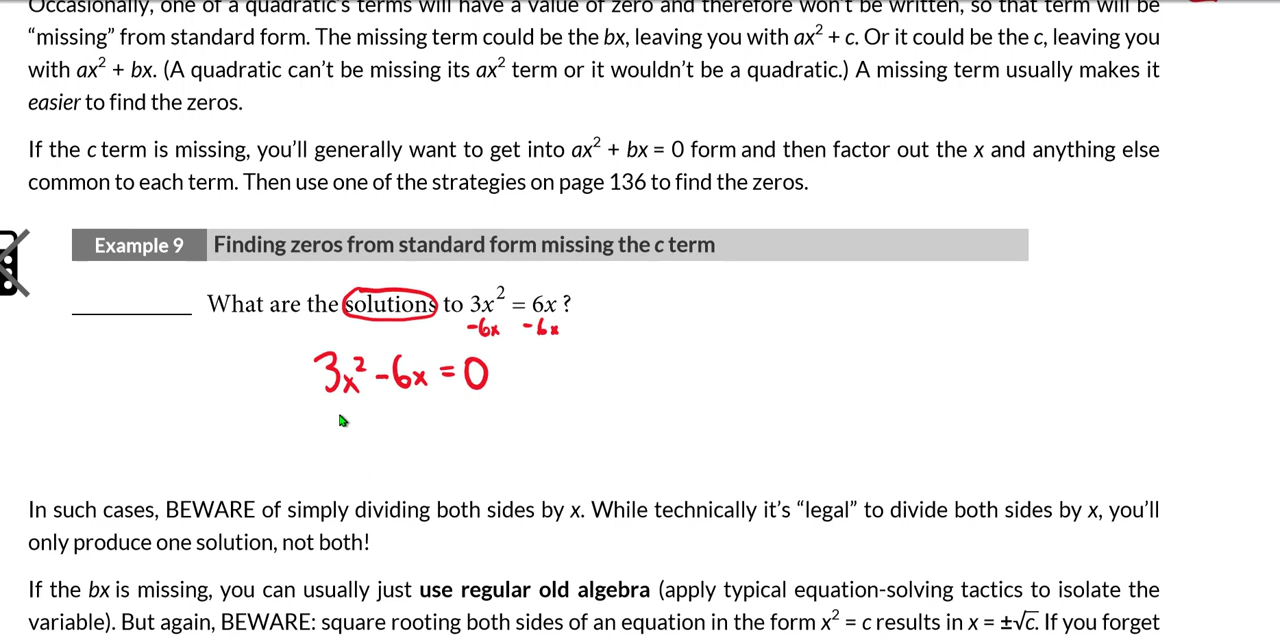 Occasionally, one of a quadratic's terms will have a value of zero and therefore won't be written, so that term will be
“missing” from standard form. The missing term could be the bx, leaving you with ax² + c. Or it could be the c, leaving you
with ax² + bx. (A quadratic can't be missing its ax² term or it wouldn't be a quadratic.) A missing term usually makes it
easier to find the zeros.
If the c term is missing, you'll generally want to get into ax² + bx = 0 form and then factor out the x and anything else
common to each term. Then use one of the strategies on page 136 to find the zeros.
Example 9 Finding zeros from standard form missing the c term
What are the solutions to 3x² = 6x ?
-6x -6x
3x² - 6x = 0
In such cases, BEWARE of simply dividing both sides by x. While technically it's “legal” to divide both sides by x, you'll
only produce one solution, not both!
If the bx is missing, you can usually just use regular old algebra (apply typical equation-solving tactics to isolate the
variable). But again, BEWARE: square rooting both sides of an equation in the form x² = c results in x = ±√c. If you forget